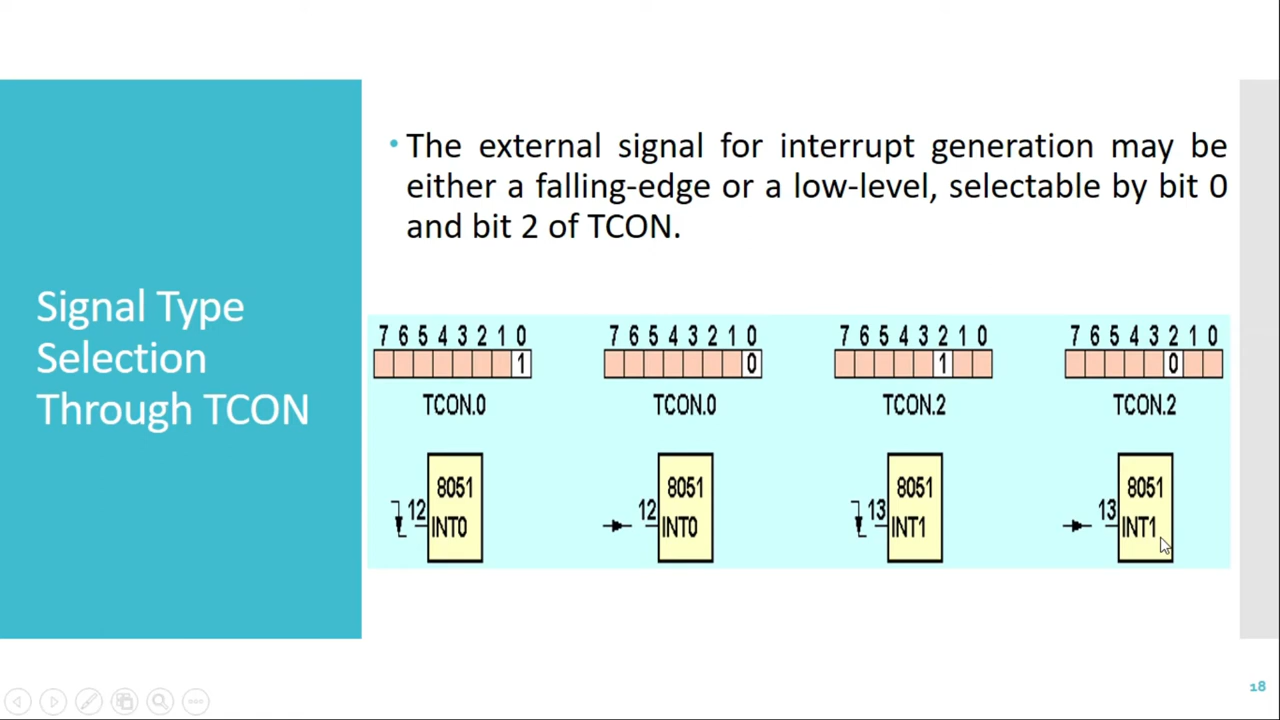 Signal Type
Selection
Through TCON
• The external signal for interrupt generation may be
either a falling-edge or a low-level, selectable by bit 0
and bit 2 of TCON.
7 6 5 4 3 2 1 0
1
TCON.0
12
8051
INT0
7 6 5 4 3 2 1 0
0
TCON.0
12
8051
INT0
7 6 5 4 3 2 1 0
1
TCON.2
13
8051
INT1
7 6 5 4 3 2 1 0
0
TCON.2
13
8051
INT1
18